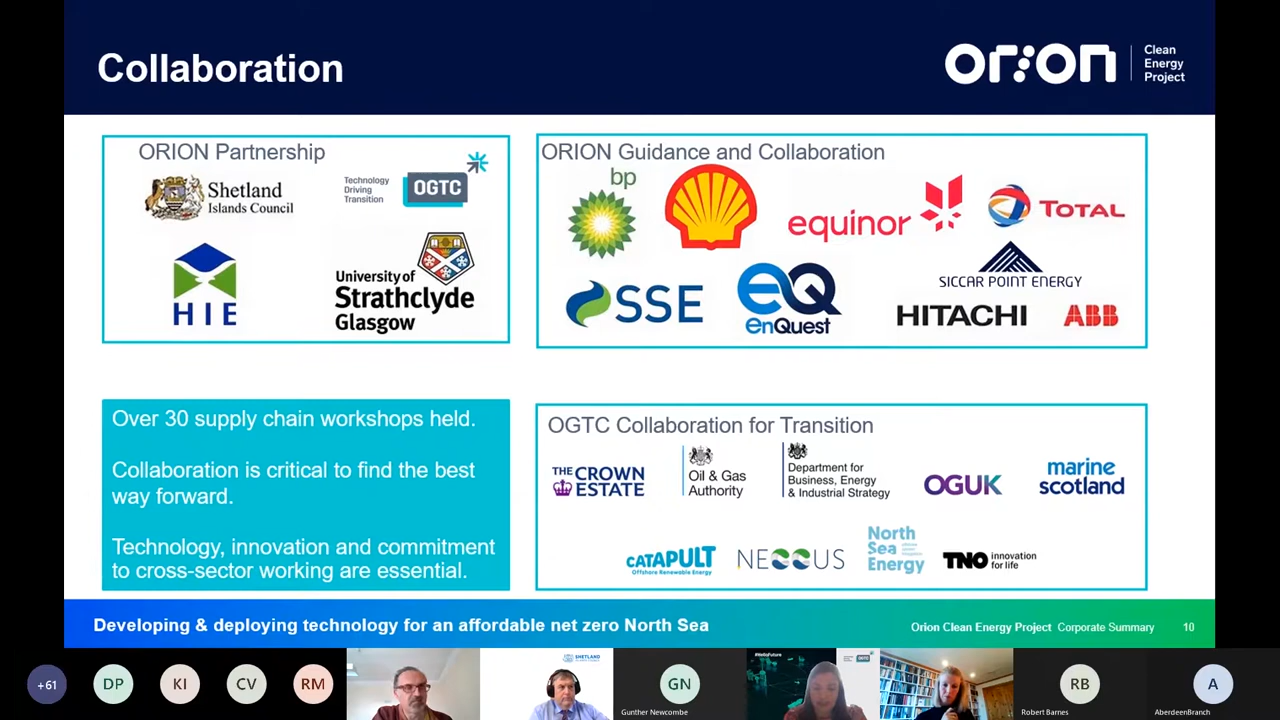 Collaboration
orion
Clean
Energy
Project
ORION Partnership
Shetland
Islands Council
Technology
Driving
Transition
OGTC
HIE
University of
Strathclyde
Glasgow
ORION Guidance and Collaboration
bp
equinor
TOTAL
SICCAR POINT ENERGY
SSE
eQ
enQuest
HITACHI
ABB
Over 30 supply chain workshops held.
Collaboration is critical to find the best
way forward.
Technology, innovation and commitment
to cross-sector working are essential.
OGTC Collaboration for Transition
THE CROWN
ESTATE
Oil & Gas
Authority
Department for
Business, Energy
& Industrial Strategy
OGUK
marine
scotland
CATAPULT
Offshore Renewable Energy
North
Sea
Energy
TNO innovation
for life
Developing & deploying technology for an affordable net zero North Sea
Orion Clean Energy Project Corporate Summary 10
+61
DP
KI
CV
RM
SHETLAND
GN
Gunther Newcombe
#HelloFuture
OGTC
RB
Robert Barnes
A
AberdeenBranch